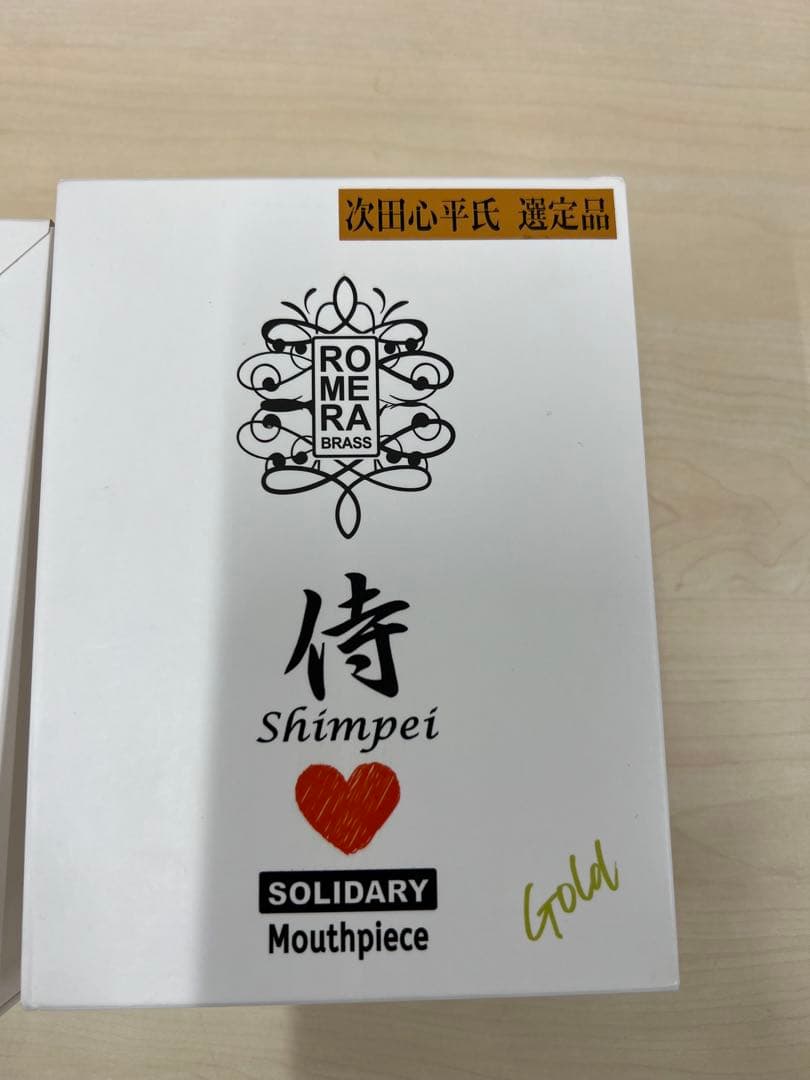 次田心平氏 選定品
RO
ME
RA
BRASS
侍
Shimpei
SOLIDARY
Mouthpiece
Gold